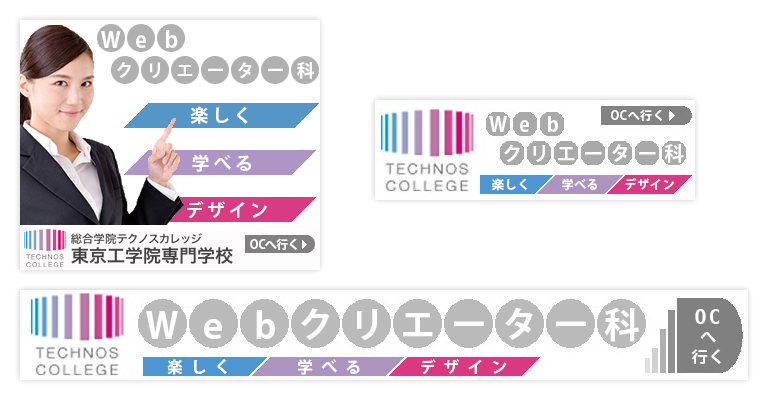 Web
クリエーター科
楽しく
学べる
デザイン
TECHNOS
COLLEGE
総合学院テクノスカレッジ
東京工学院専門学校
OCへ行く
TECHNOS
COLLEGE
Web
クリエーター科
OCへ行く
楽しく
学べる
デザイン
TECHNOS
COLLEGE
Webクリエーター科
楽しく
学べる
デザイン
OC
へ
行く